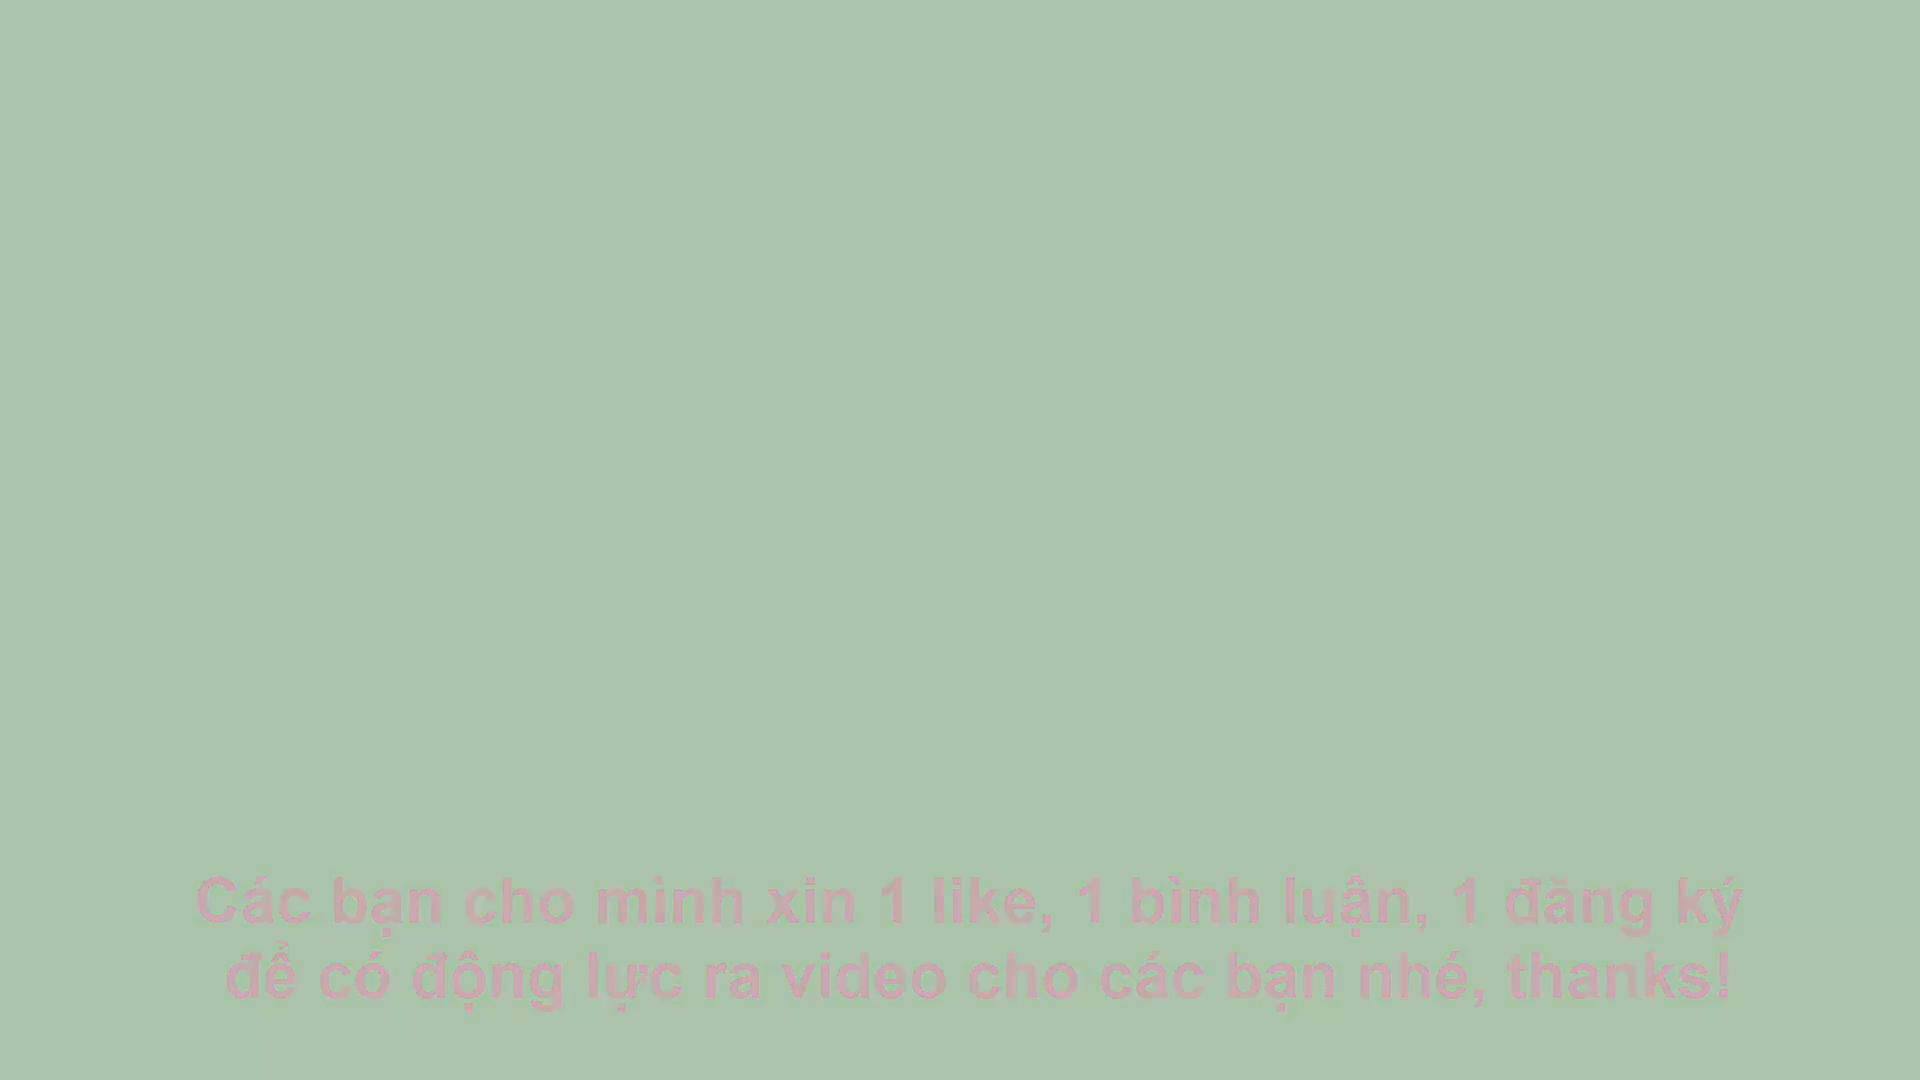 Các bạn cho mình xin 1 like, 1 bình luận, 1 đăng ký
để có động lực ra video cho các bạn nhé, thanks!